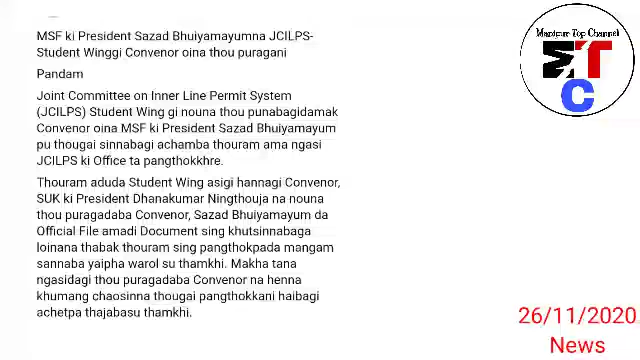 MSF ki President Sazad Bhuiyamayumna JCILPS-
Student Winggi Convenor oina thou puragani
Pandam
Joint Committee on Inner Line Permit System
(JCILPS) Student Wing gi nouna thou punabagidamak
Convenor oina MSF ki President Sazad Bhuiyamayum
pu thougai sinnabagi achamba thouram ama ngasi
JCILPS ki Office ta pangthokkhre.
Thouram aduda Student Wing asigi hannagi Convenor,
SUK ki President Dhanakumar Ningthouja na nouna
thou puragadaba Convenor, Sazad Bhuiyamayum da
Official File amadi Document sing khutsinnabaga
loinana thabak thouram sing pangthokpada mangam
sannaba yaipha warol su thamkhi. Makha tana
ngasidagi thou puragadaba Convenor na henna
khumang chaosinna thougai pangthokkani haibagi
achetpa thajabasu thamkhi.
Manipur Top Channel
MTC
26/11/2020
News